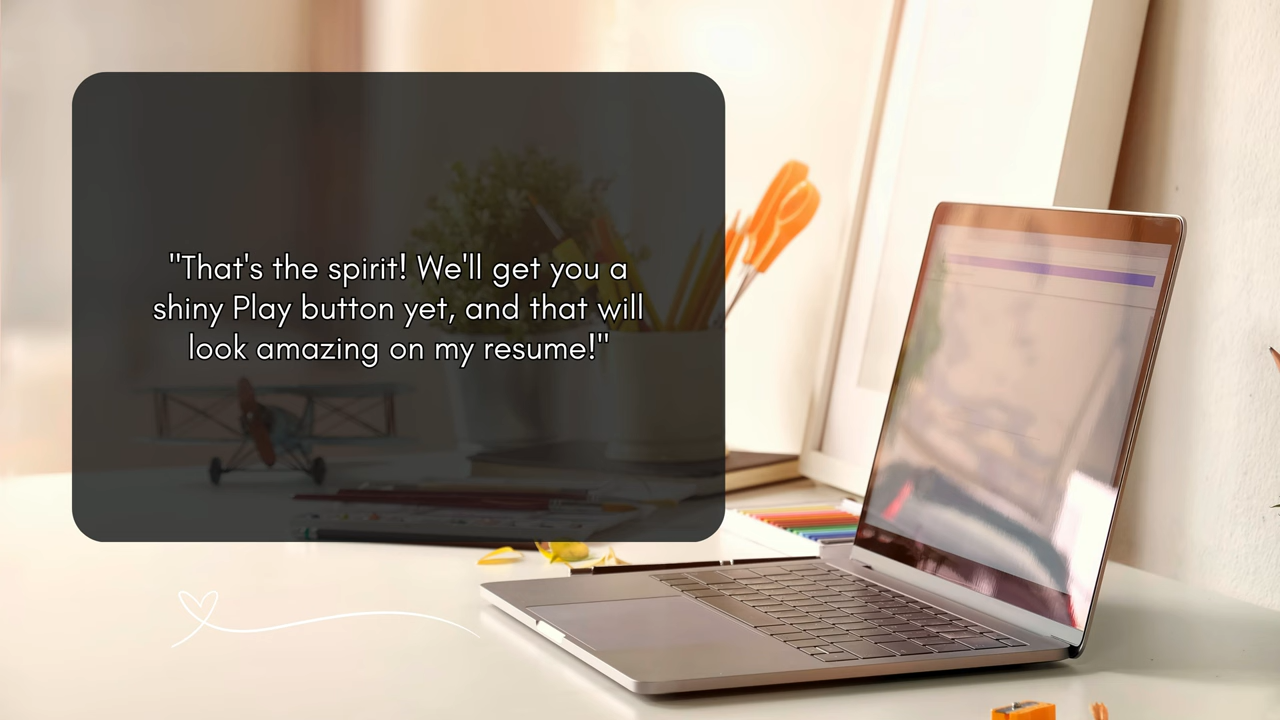 "That's the spirit! We'll get you a
shiny Play button yet, and that will
look amazing on my resume!"